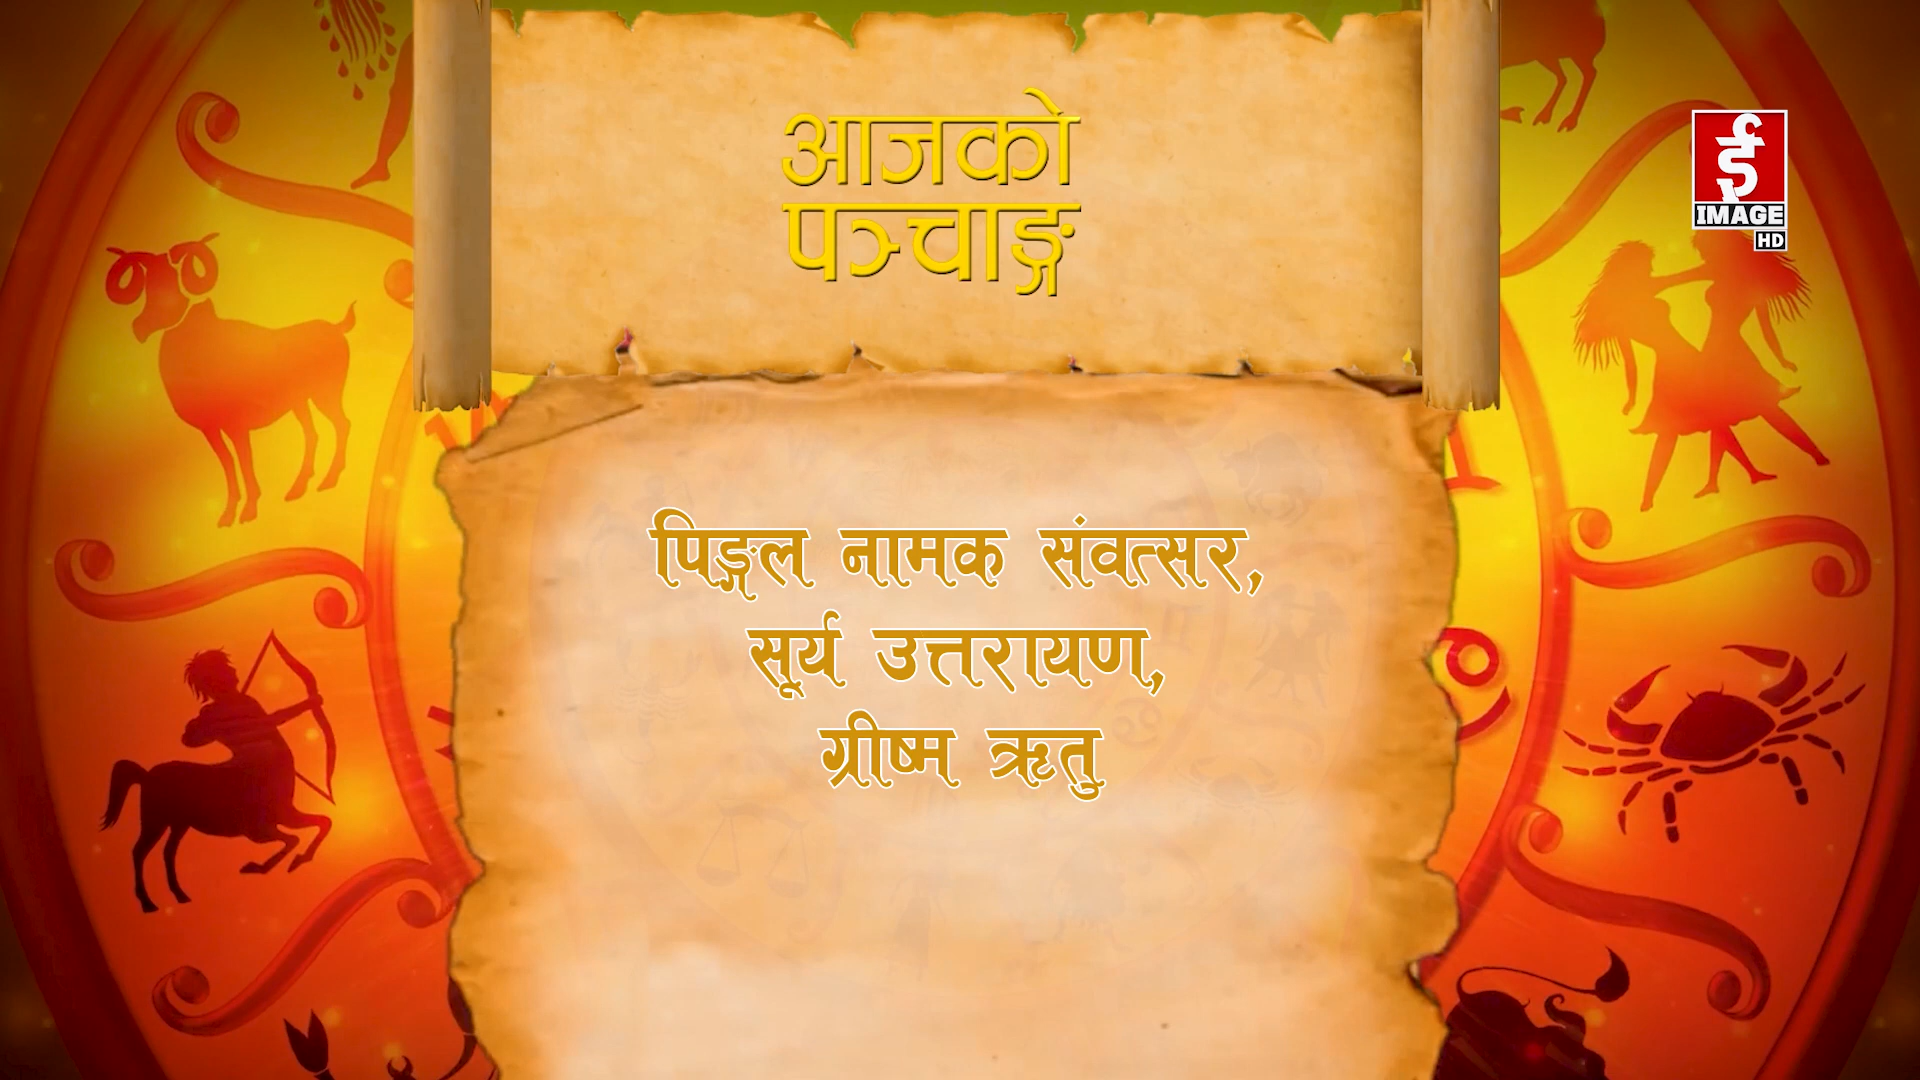 आजको
पञ्चाङ्ग
IMAGE
HD
पिङ्गल नामक संवत्सर,
सूर्य उत्तरायण,
ग्रीष्म ऋतु